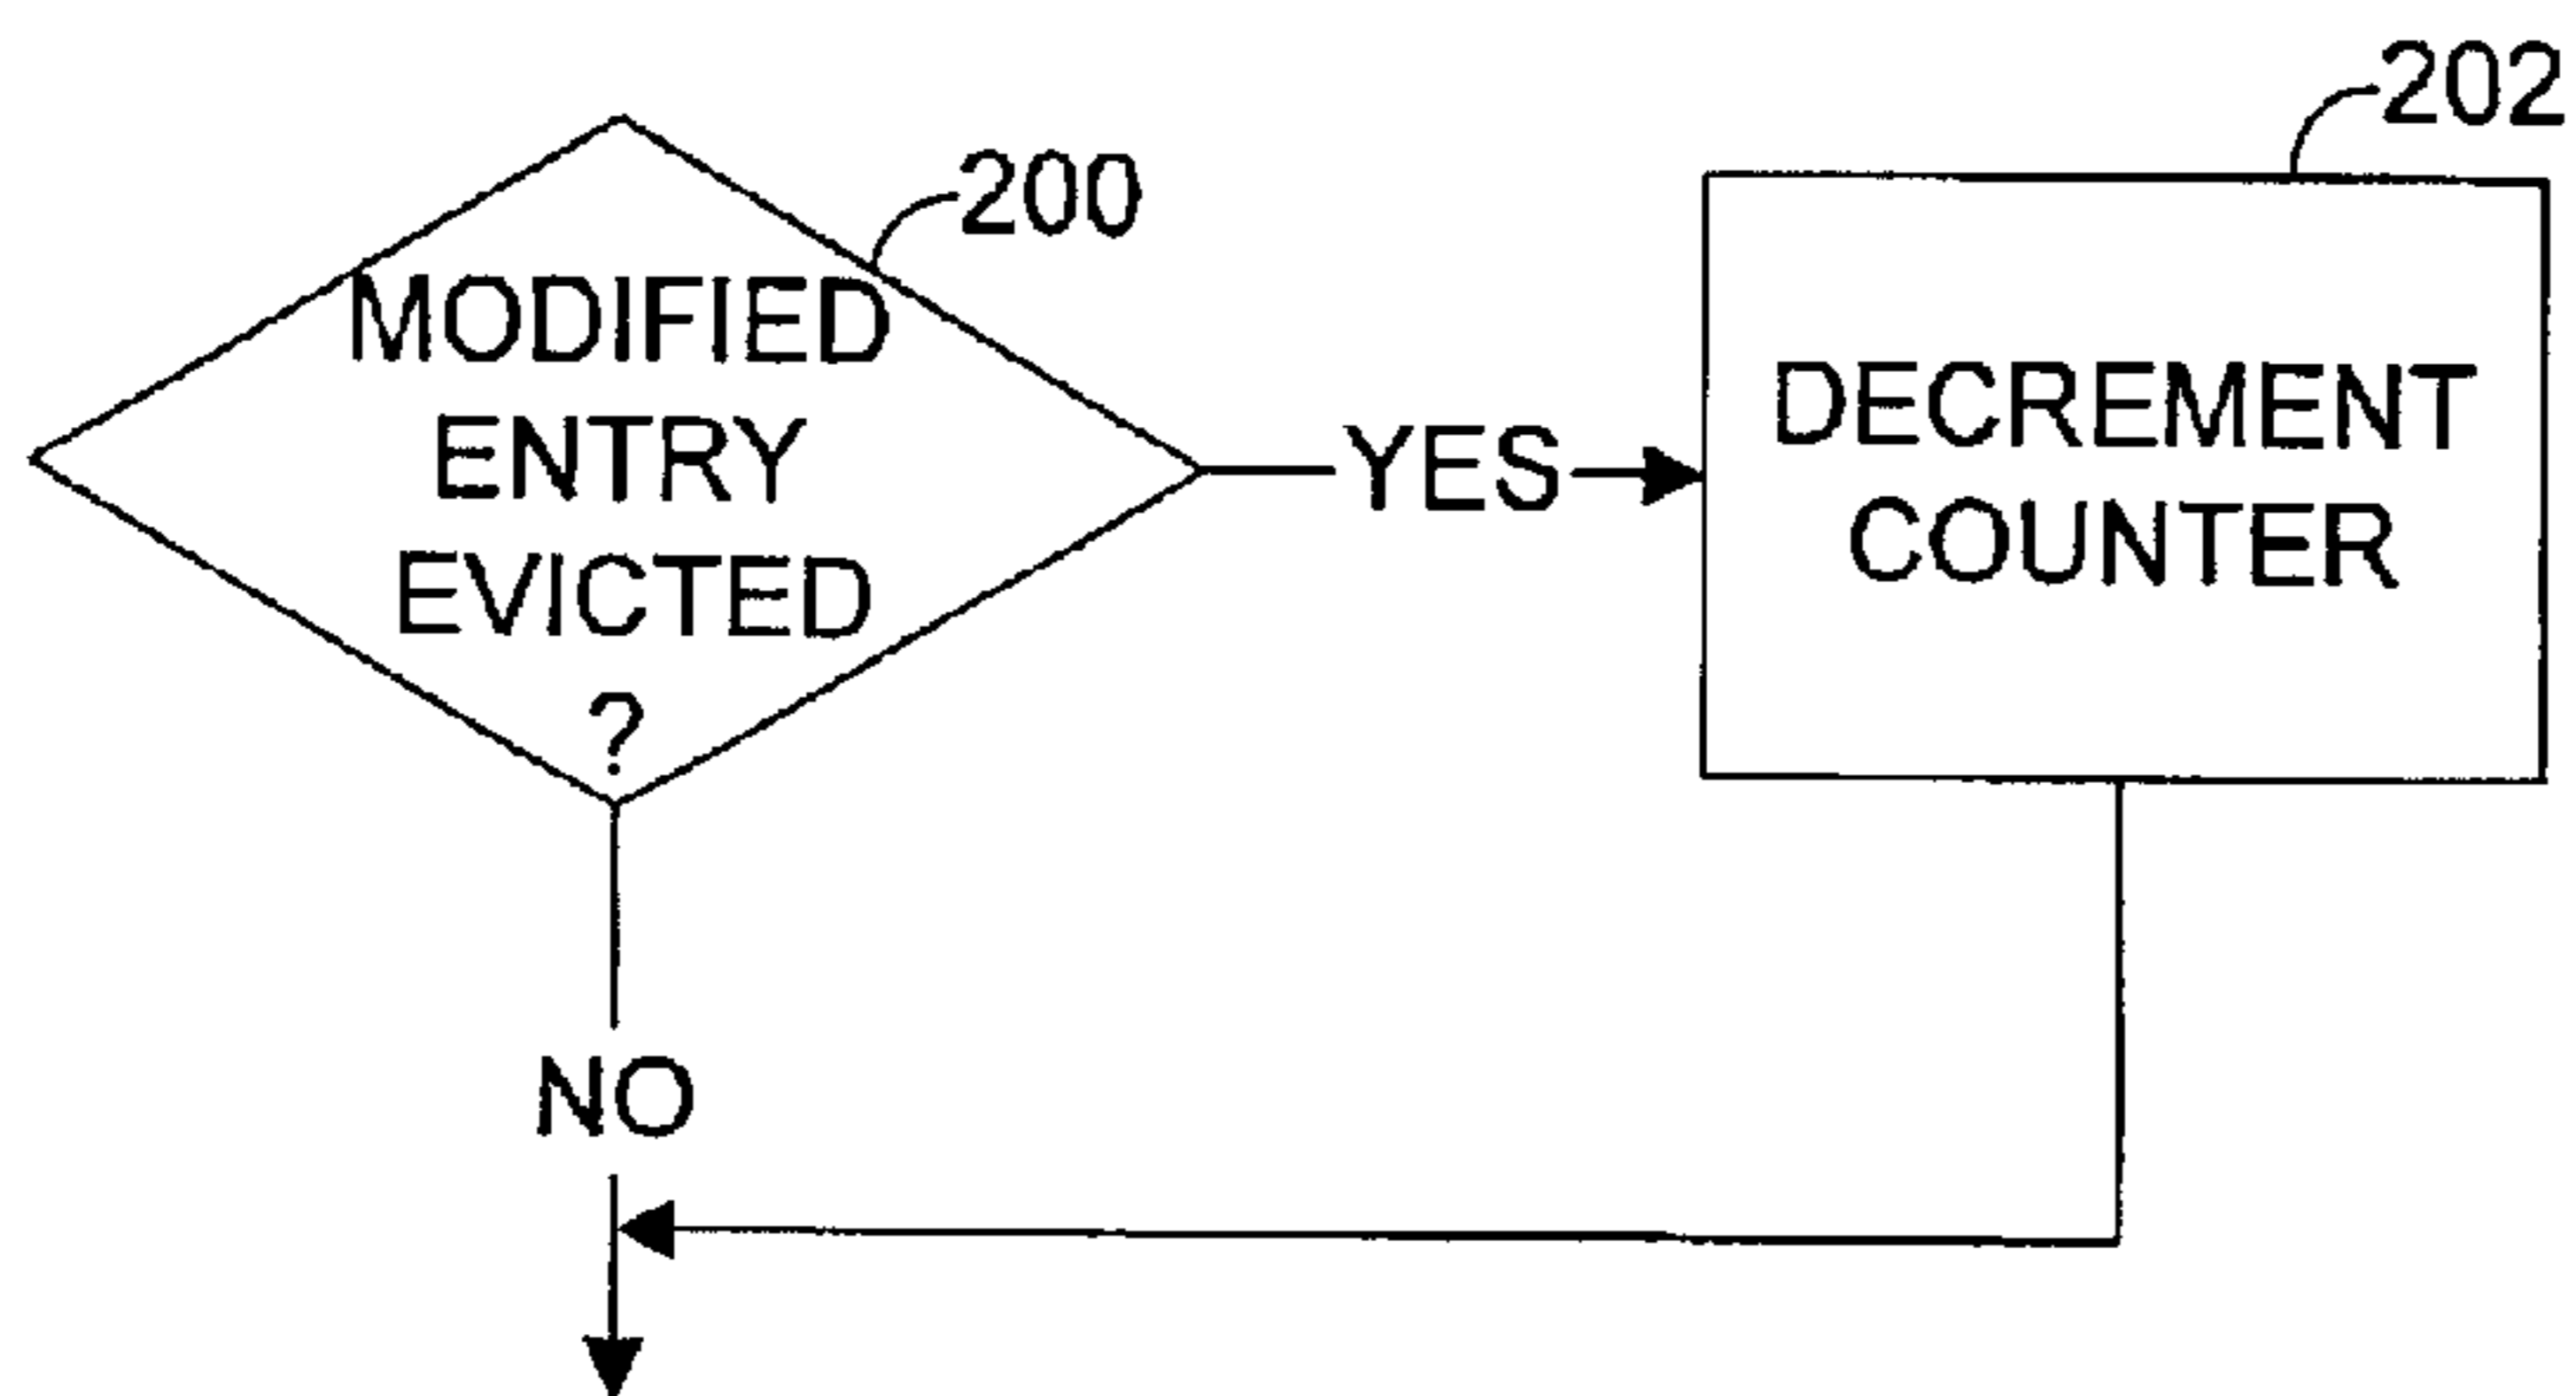 202
200
MODIFIED
ENTRY
EVICTED
?
YES
DECREMENT
COUNTER
NO